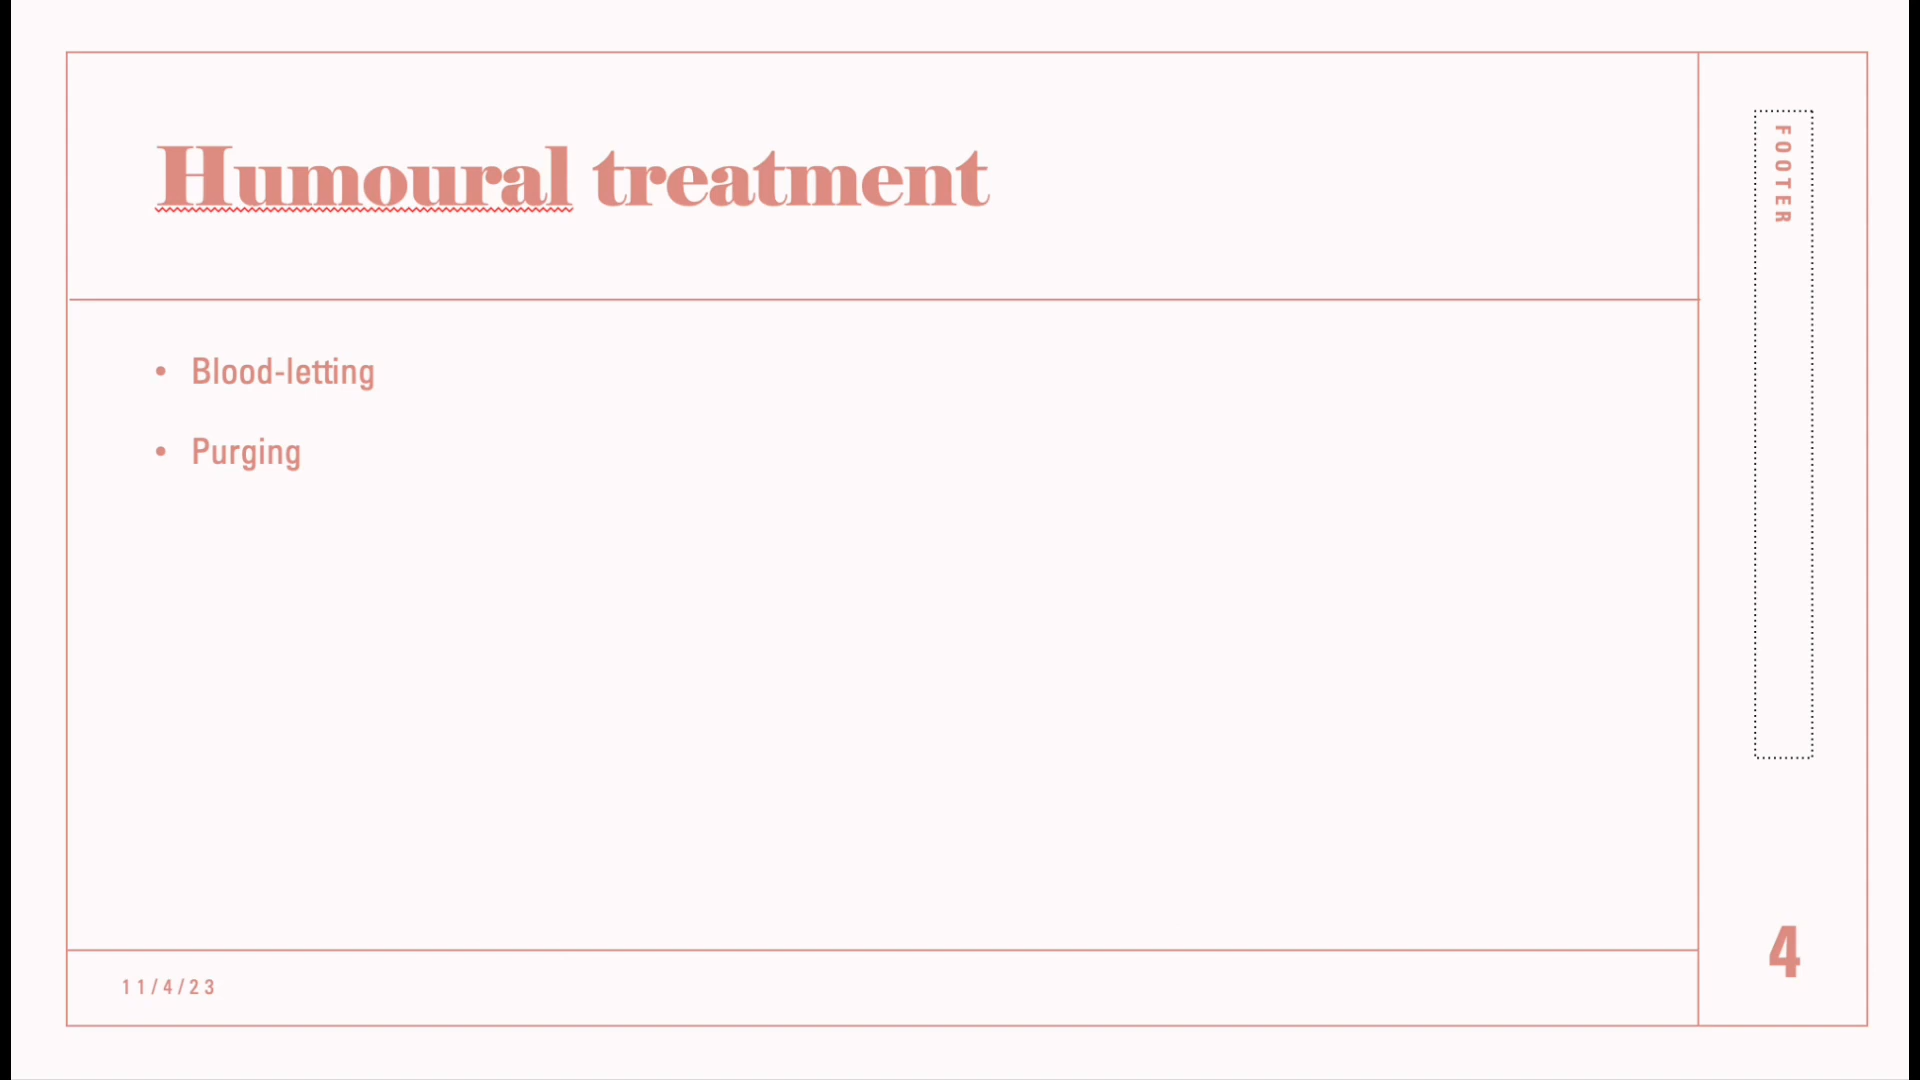 Humoural treatment
• Blood-letting
• Purging
11/4/23
FOOTER
4